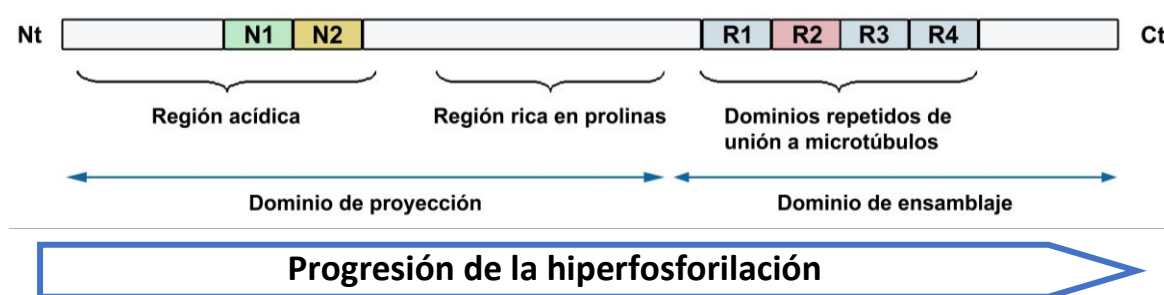 Nt N1 N2 R1 R2 R3 R4 Ct
Región acídica Región rica en prolinas Dominios repetidos de
unión a microtúbulos
Dominio de proyección Dominio de ensamblaje
Progresión de la hiperfosforilación